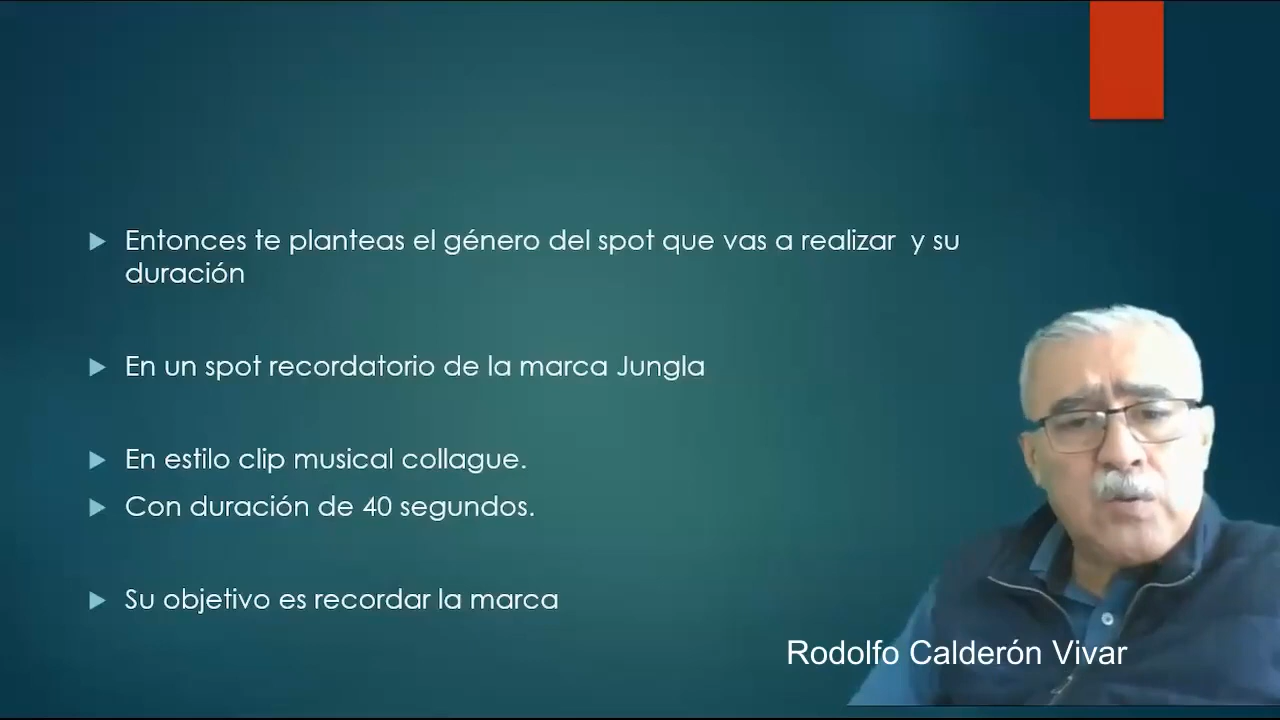 Entonces te planteas el género del spot que vas a realizar y su
duración
En un spot recordatorio de la marca Jungla
En estilo clip musical collague.
Con duración de 40 segundos.
Su objetivo es recordar la marca
Rodolfo Calderón Vivar